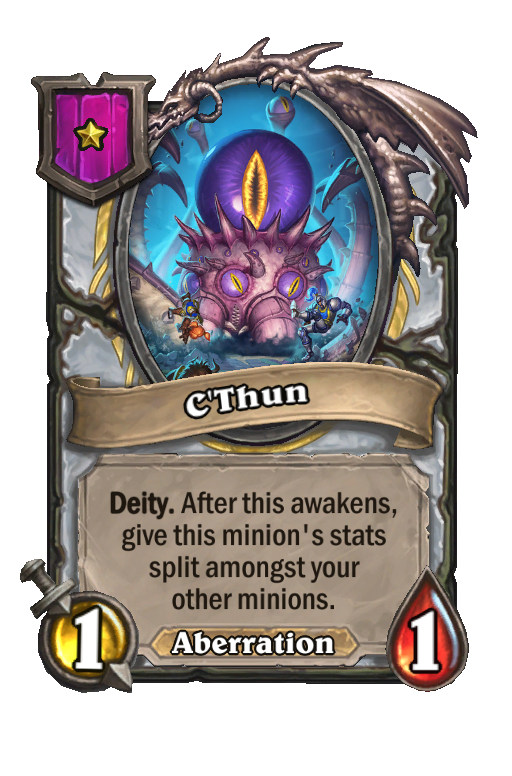 C'Thun
Deity. After this awakens,
give this minion's stats
split amongst your
other minions.
1
Aberration
1